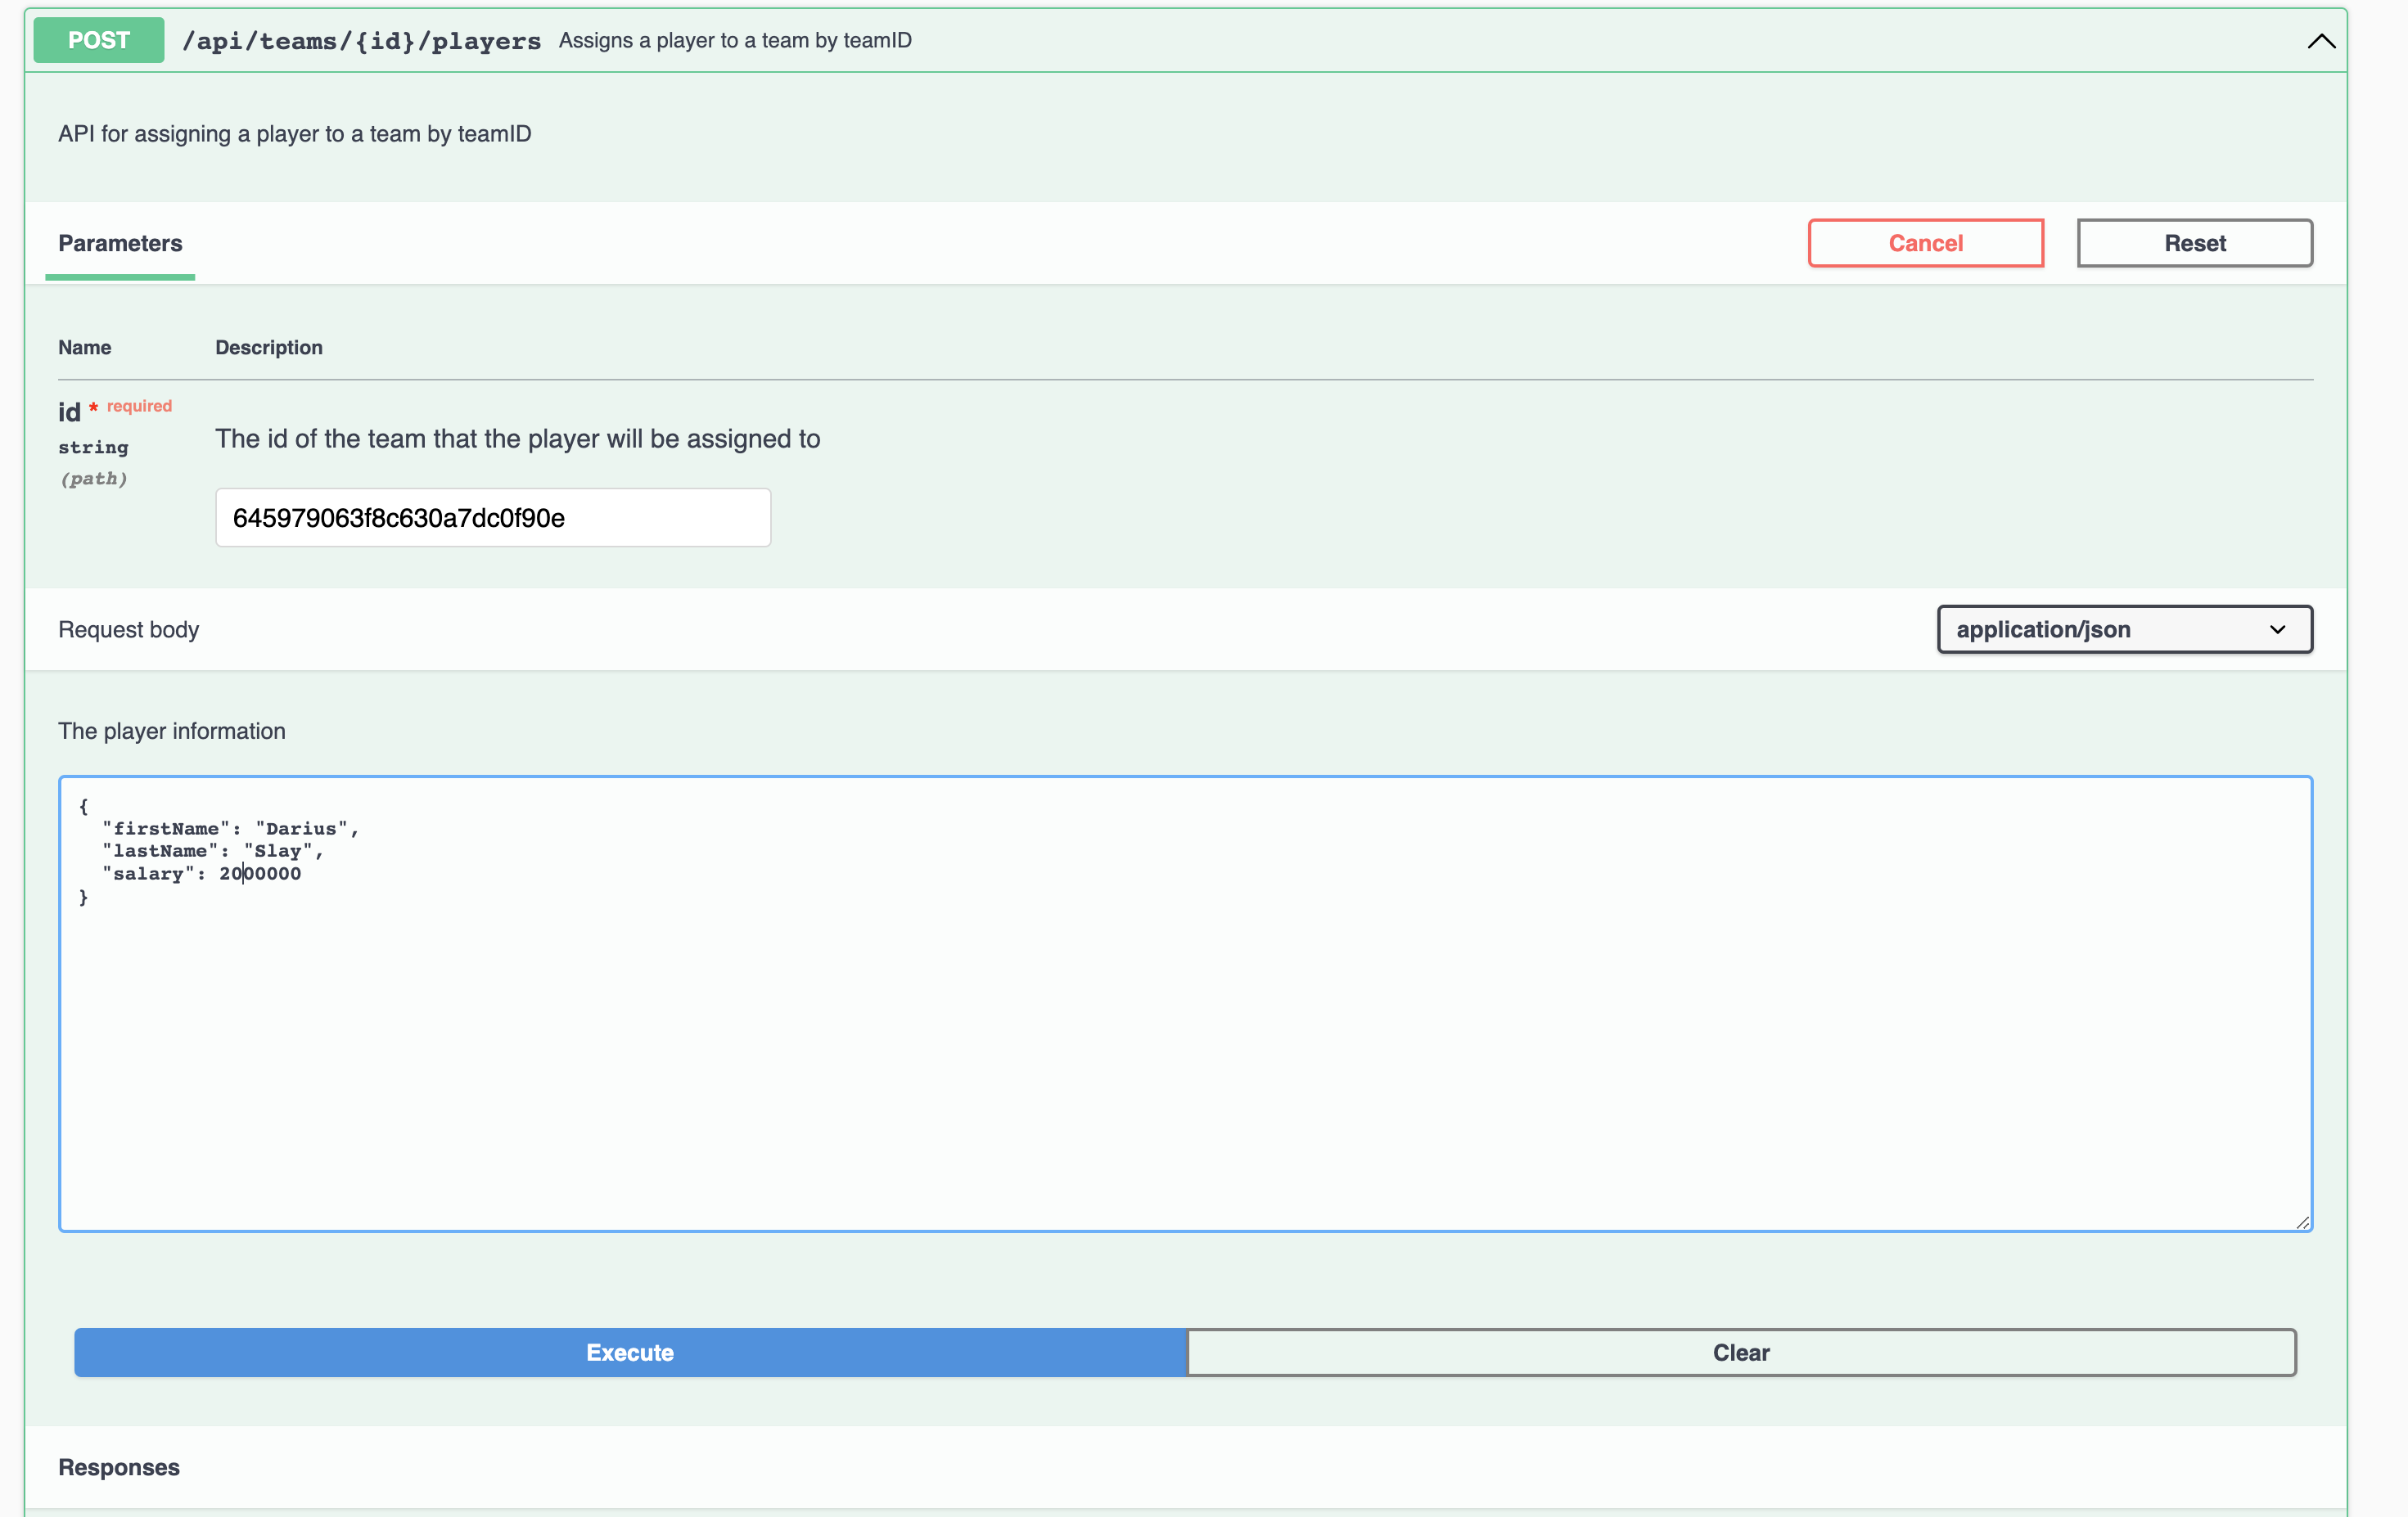 POST /api/teams/{id}/players Assigns a player to a team by teamID
API for assigning a player to a team by teamID
Parameters Cancel Reset
Name Description
id * required
string
(path)
The id of the team that the player will be assigned to
645979063f8c630a7dc0f90e
Request body application/json
The player information
{
  "firstName": "Darius",
  "lastName": "Slay",
  "salary": 2000000
}
Execute Clear
Responses